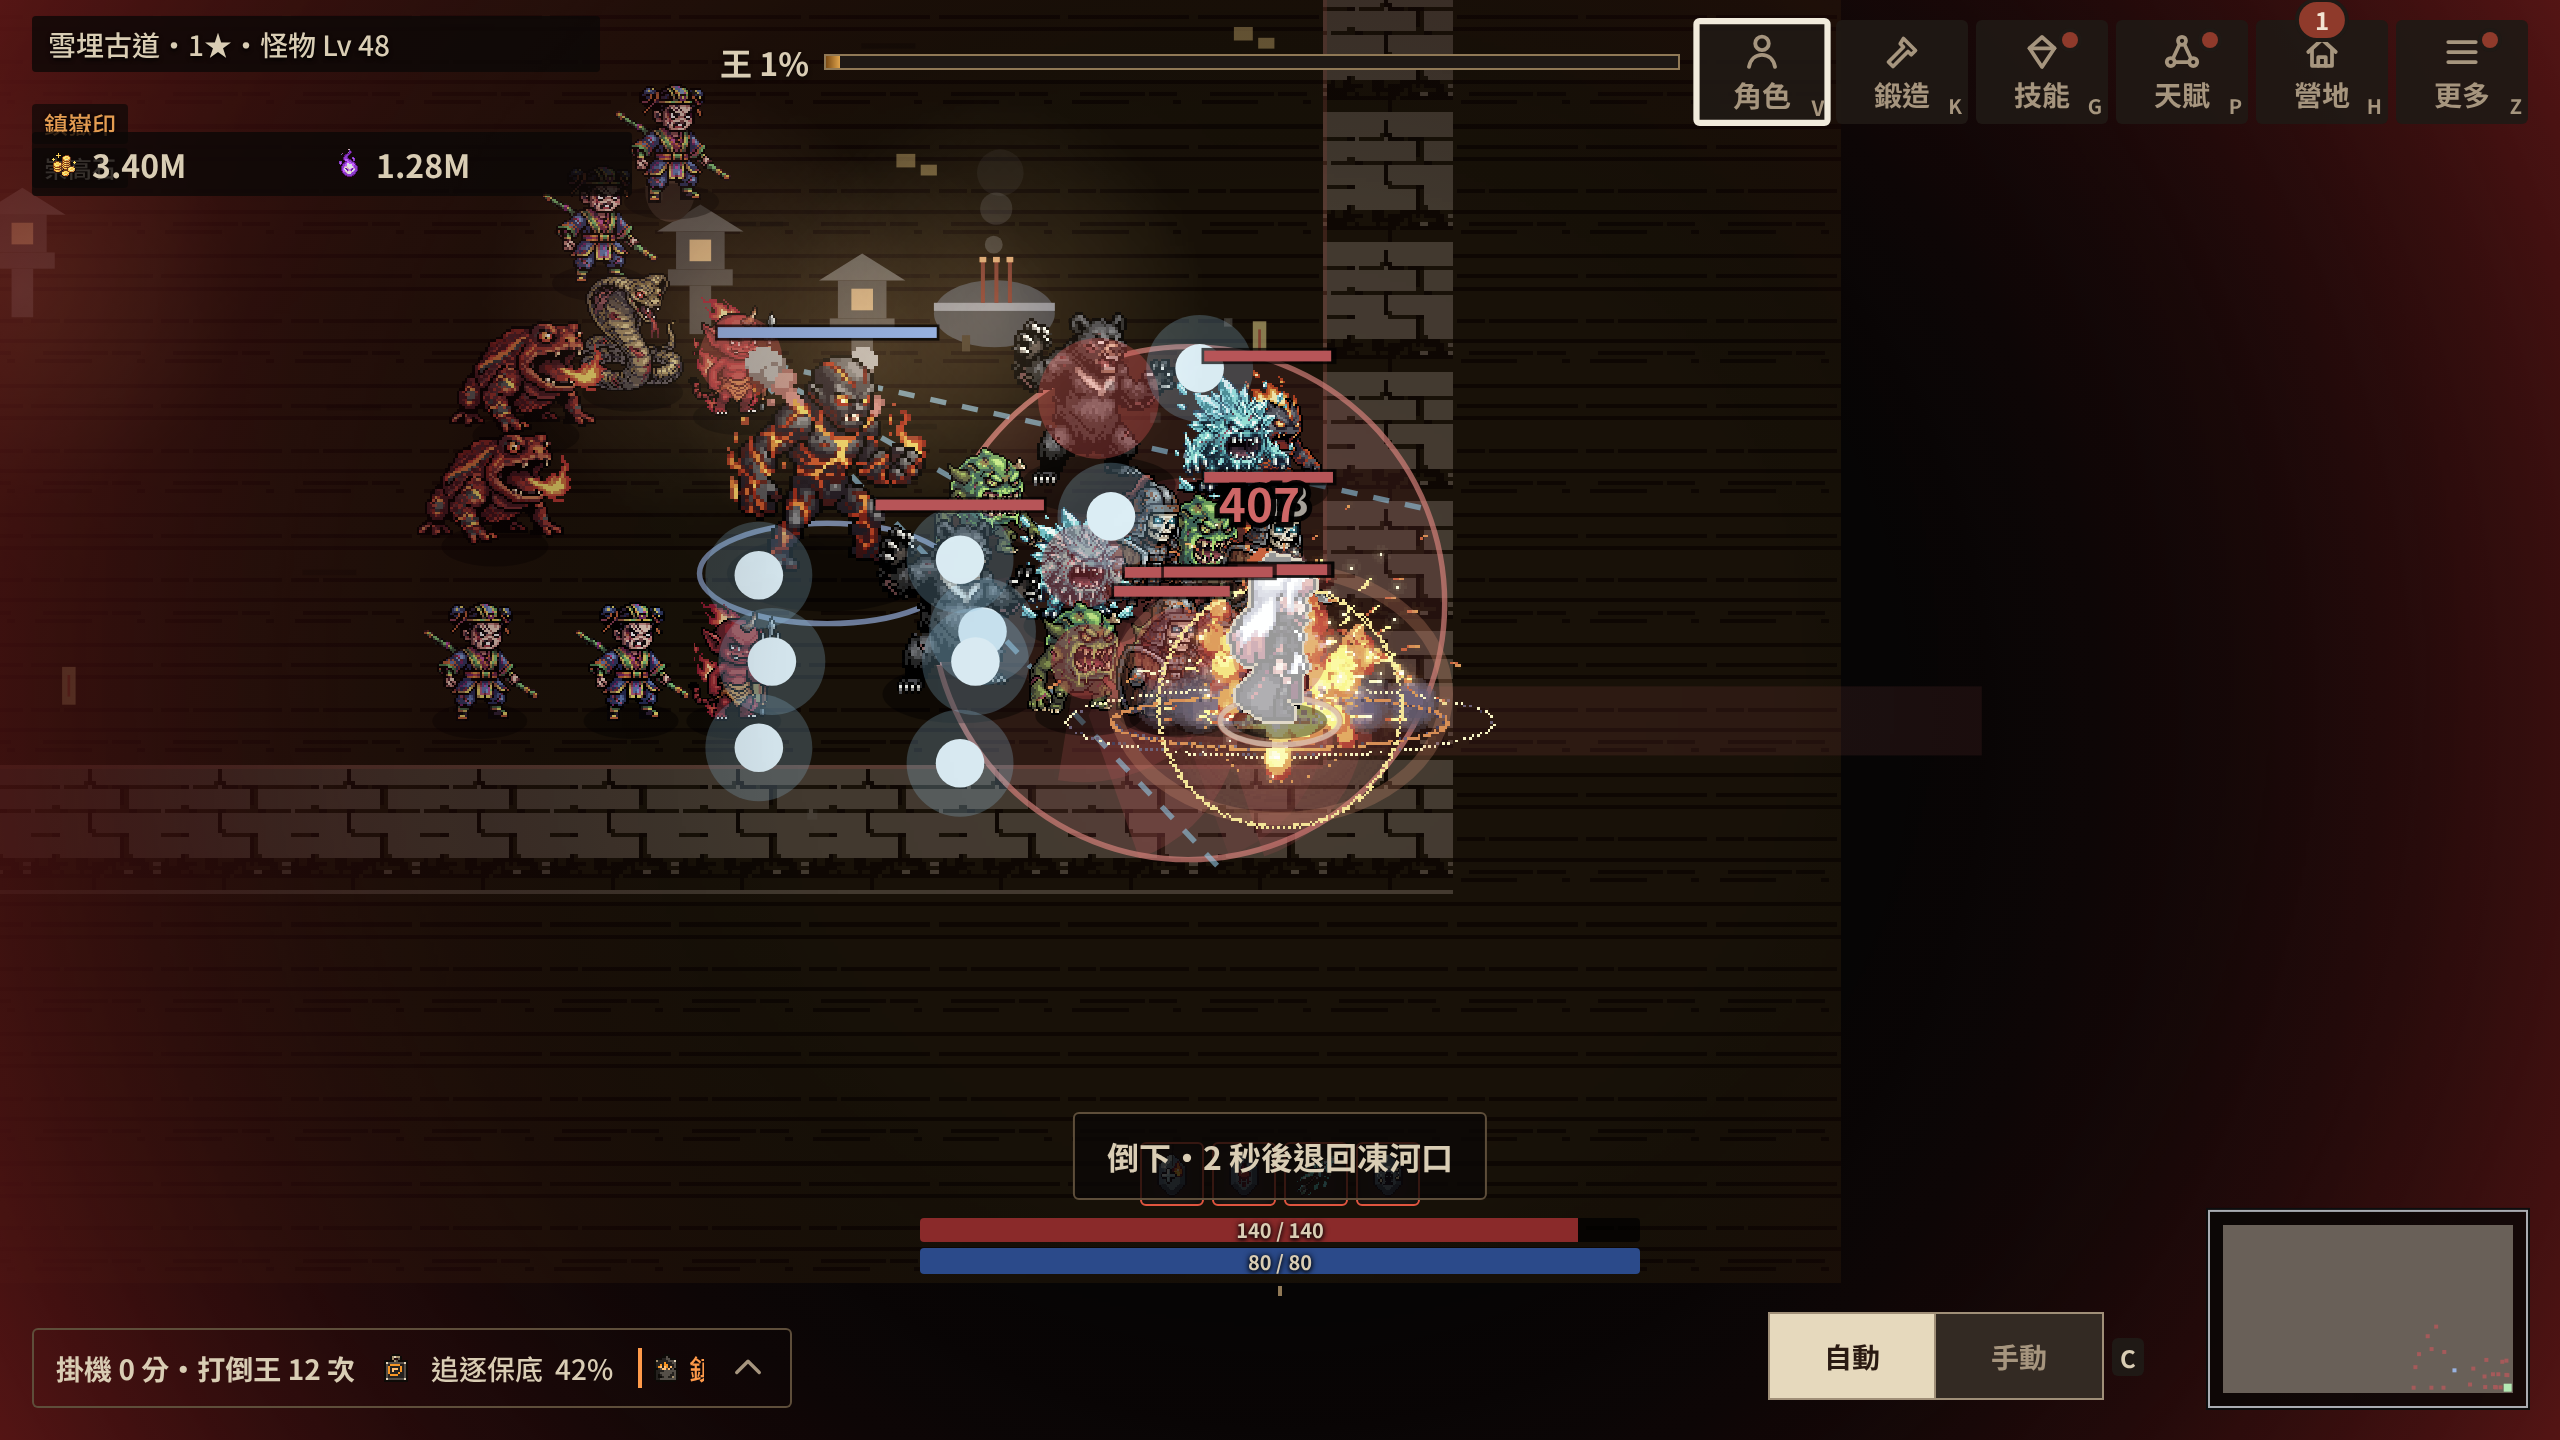 雪埋古道・1★・怪物 Lv 48
王 1%
角色 V
鍛造 K
技能 G
天賦 P
1
營地 H
更多 Z
鎮嶽印
3.40M
1.28M
407
倒下・2 秒後退回凍河口
140 / 140
80 / 80
掛機 0 分・打倒王 12 次
追逐保底 42%
自動
手動
C